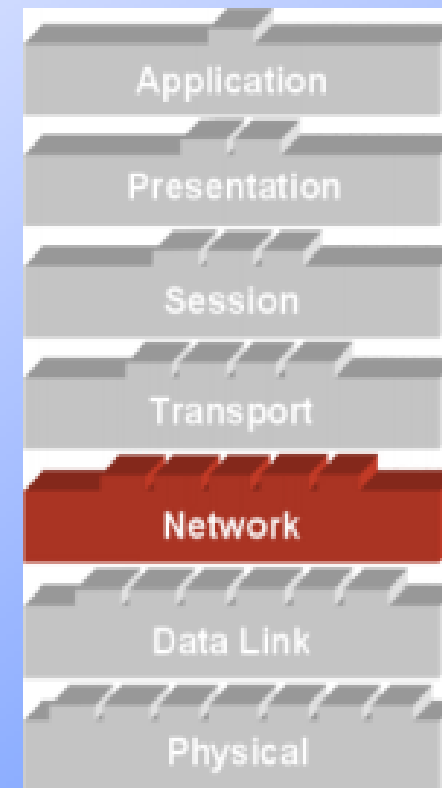 Application
Presentation
Session
Transport
Network
Data Link
Physical